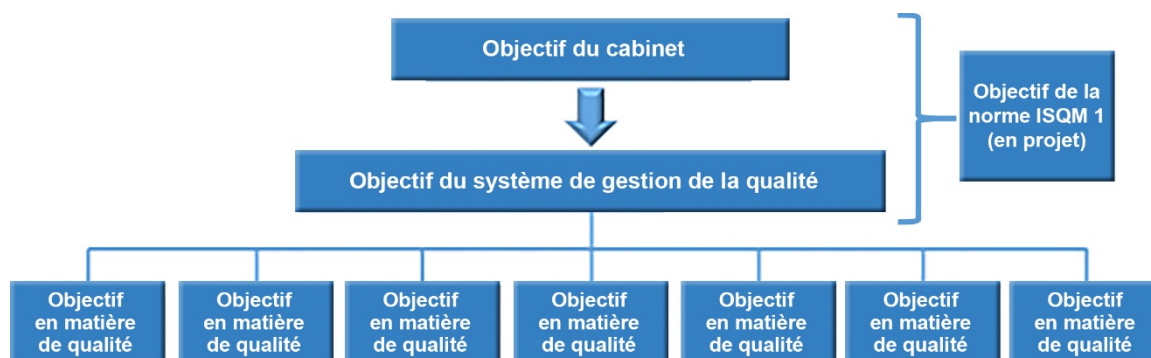 Objectif du cabinet
Objectif de la
norme ISQM 1
(en projet)
Objectif du système de gestion de la qualité
Objectif
en matière
de qualité
Objectif
en matière
de qualité
Objectif
en matière
de qualité
Objectif
en matière
de qualité
Objectif
en matière
de qualité
Objectif
en matière
de qualité
Objectif
en matière
de qualité